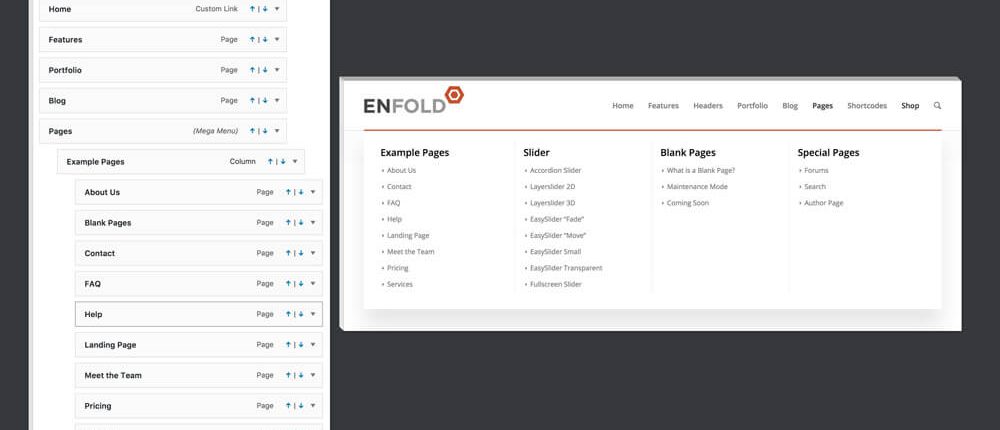 Home Custom Link ↑ | ↓ ▼
Features Page ↑ | ↓ ▼
Portfolio Page ↑ | ↓ ▼
Blog Page ↑ | ↓ ▼
Pages (Mega Menu) ↑ | ↓ ▼
Example Pages Column ↑ | ↓ ▼
About Us Page ↑ | ↓ ▼
Blank Pages Page ↑ | ↓ ▼
Contact Page ↑ | ↓ ▼
FAQ Page ↑ | ↓ ▼
Help Page ↑ | ↓ ▼
Landing Page Page ↑ | ↓ ▼
Meet the Team Page ↑ | ↓ ▼
Pricing Page ↑ | ↓ ▼
ENFOLD
Home Features Headers Portfolio Blog Pages Shortcodes Shop
Example Pages
About Us
Contact
FAQ
Help
Landing Page
Meet the Team
Pricing
Services
Slider
Accordion Slider
Layerslider 2D
Layerslider 3D
EasySlider “Fade”
EasySlider “Move”
EasySlider Small
EasySlider Transparent
Fullscreen Slider
Blank Pages
What is a Blank Page?
Maintenance Mode
Coming Soon
Special Pages
Forums
Search
Author Page